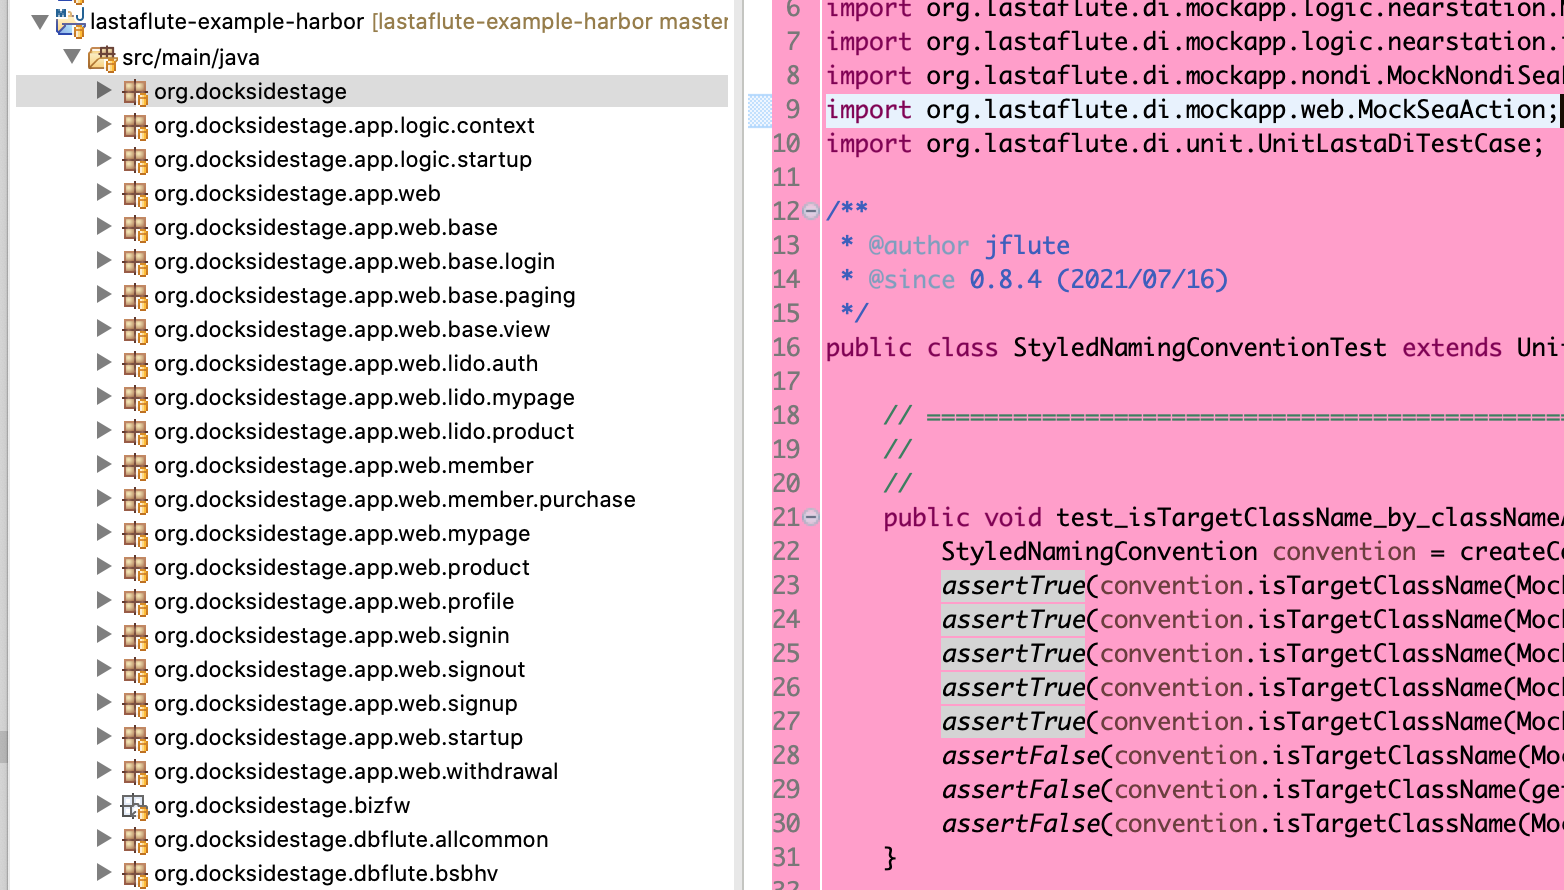 lastaflute-example-harbor [lastaflute-example-harbor master
src/main/java
org.docksidestage
org.docksidestage.app.logic.context
org.docksidestage.app.logic.startup
org.docksidestage.app.web
org.docksidestage.app.web.base
org.docksidestage.app.web.base.login
org.docksidestage.app.web.base.paging
org.docksidestage.app.web.base.view
org.docksidestage.app.web.lido.auth
org.docksidestage.app.web.lido.mypage
org.docksidestage.app.web.lido.product
org.docksidestage.app.web.member
org.docksidestage.app.web.member.purchase
org.docksidestage.app.web.mypage
org.docksidestage.app.web.product
org.docksidestage.app.web.profile
org.docksidestage.app.web.signin
org.docksidestage.app.web.signout
org.docksidestage.app.web.signup
org.docksidestage.app.web.startup
org.docksidestage.app.web.withdrawal
org.docksidestage.bizfw
org.docksidestage.dbflute.allcommon
org.docksidestage.dbflute.bsbhv
6 import org.lastaflute.di.mockapp.logic.nearstation.
7 import org.lastaflute.di.mockapp.logic.nearstation.
8 import org.lastaflute.di.mockapp.nondi.MockNondiSea
9 import org.lastaflute.di.mockapp.web.MockSeaAction;
10 import org.lastaflute.di.unit.UnitLastaDiTestCase;
11
12 /**
13 * @author jflute
14 * @since 0.8.4 (2021/07/16)
15 */
16 public class StyledNamingConventionTest extends Uni
17
18 // =============================================
19 //
20 //
21 public void test_isTargetClassName_by_className
22 StyledNamingConvention convention = createCo
23 assertTrue(convention.isTargetClassName(Mock
24 assertTrue(convention.isTargetClassName(Mock
25 assertTrue(convention.isTargetClassName(Mock
26 assertTrue(convention.isTargetClassName(Mock
27 assertTrue(convention.isTargetClassName(Mock
28 assertFalse(convention.isTargetClassName(Mo
29 assertFalse(convention.isTargetClassName(ge
30 assertFalse(convention.isTargetClassName(Mo
31 }
32